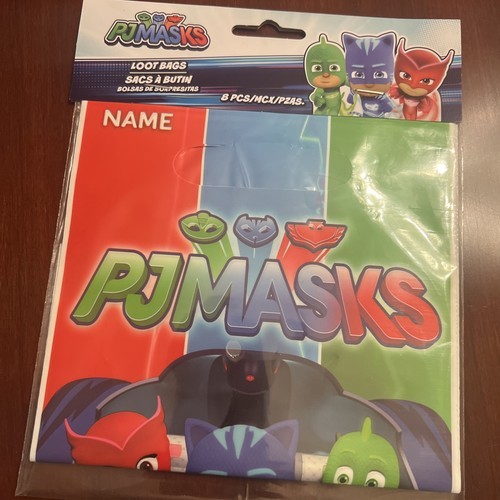 PJMASKS
LOOT BAGS
SACS À BUTIN
BOLSAS DE SORPRESITAS
8 PCS/MCX/PZAS.
NAME
PJMASKS